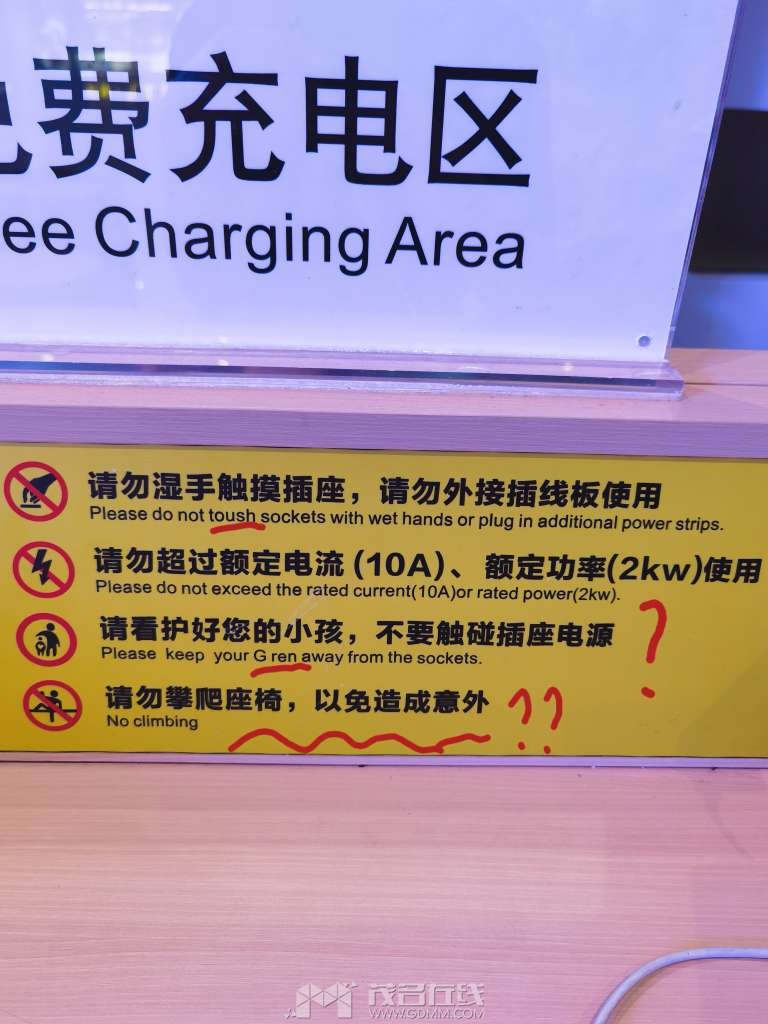 免费充电区
ee Charging Area
请勿湿手触摸插座，请勿外接插线板使用
Please do not toush sockets with wet hands or plug in additional power strips.
请勿超过额定电流(10A)、额定功率(2kw)使用
Please do not exceed the rated current(10A)or rated power(2kw).
请看护好您的小孩，不要触碰插座电源
Please keep your G ren away from the sockets.
?
请勿攀爬座椅，以免造成意外
No climbing
??
茂名在线
WWW.GDMM.COM